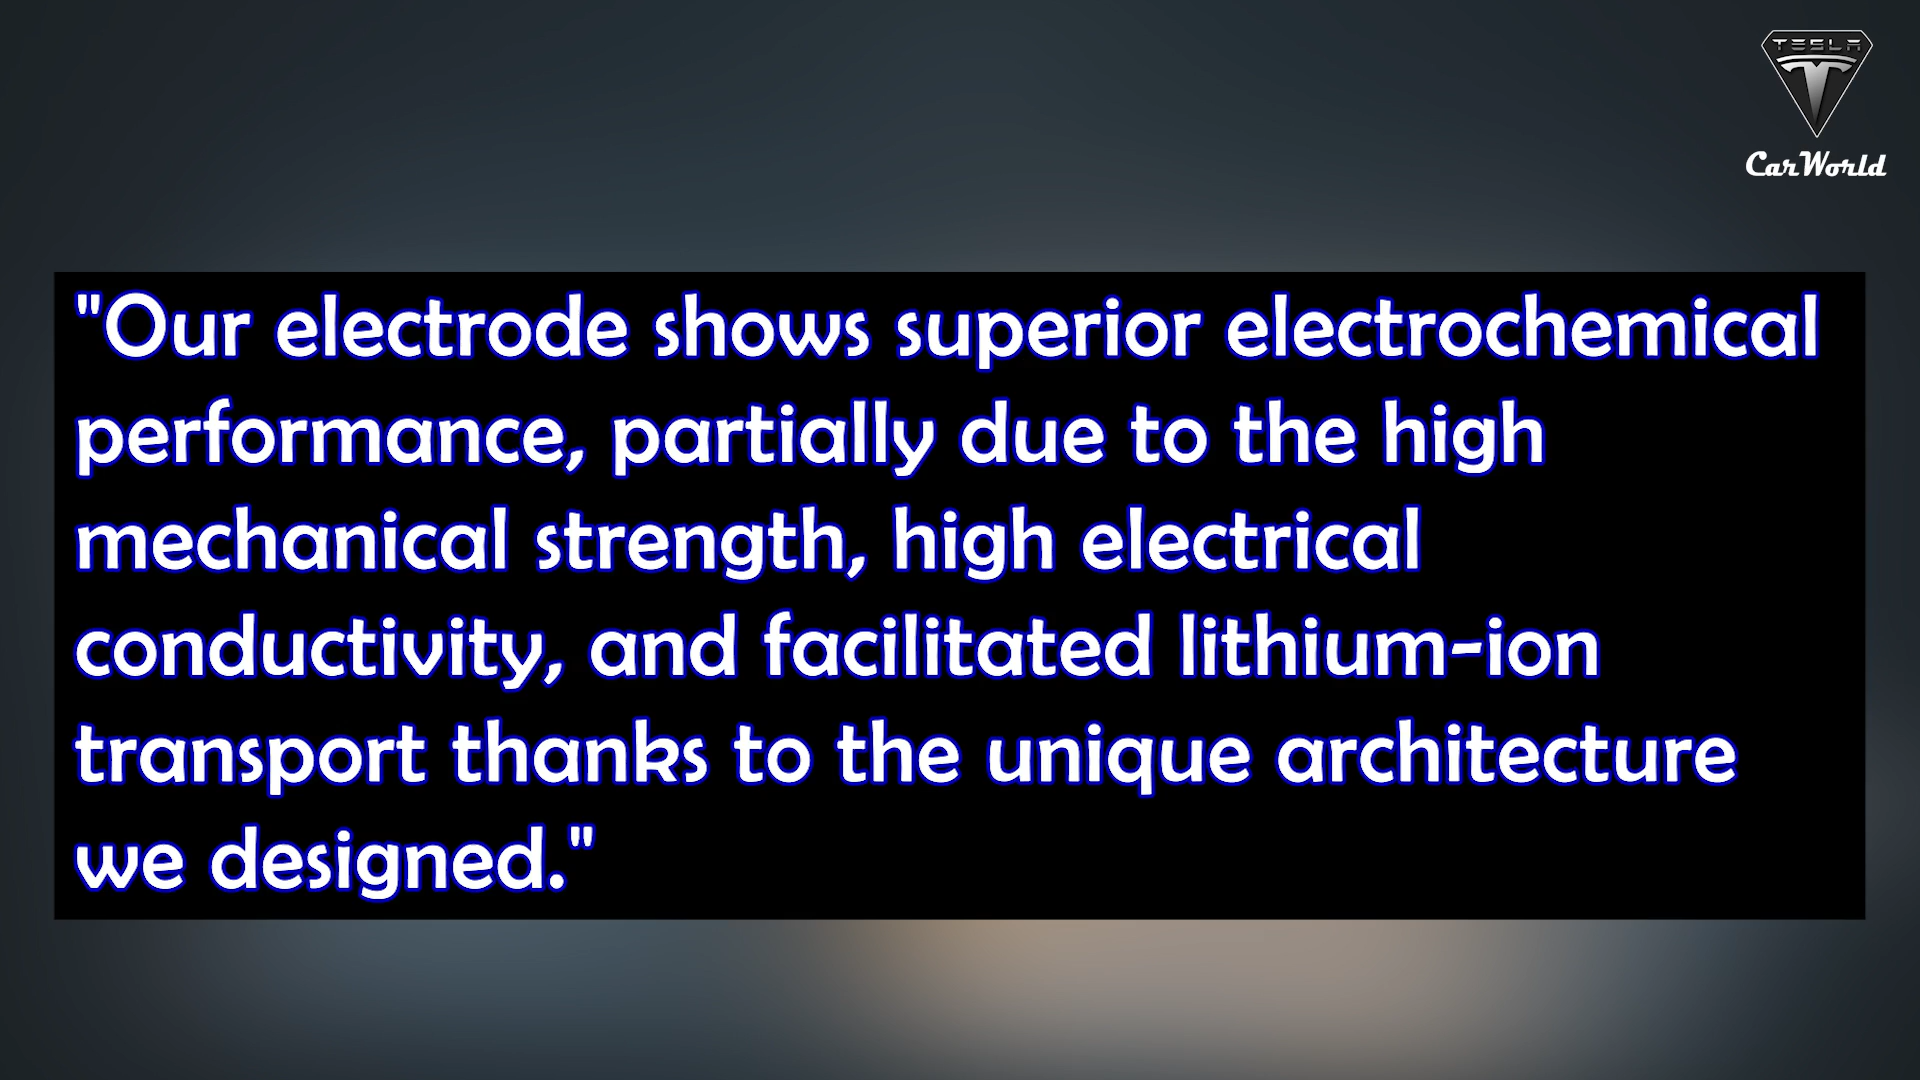 TESLA
CarWorld
"Our electrode shows superior electrochemical
performance, partially due to the high
mechanical strength, high electrical
conductivity, and facilitated lithium-ion
transport thanks to the unique architecture
we designed."